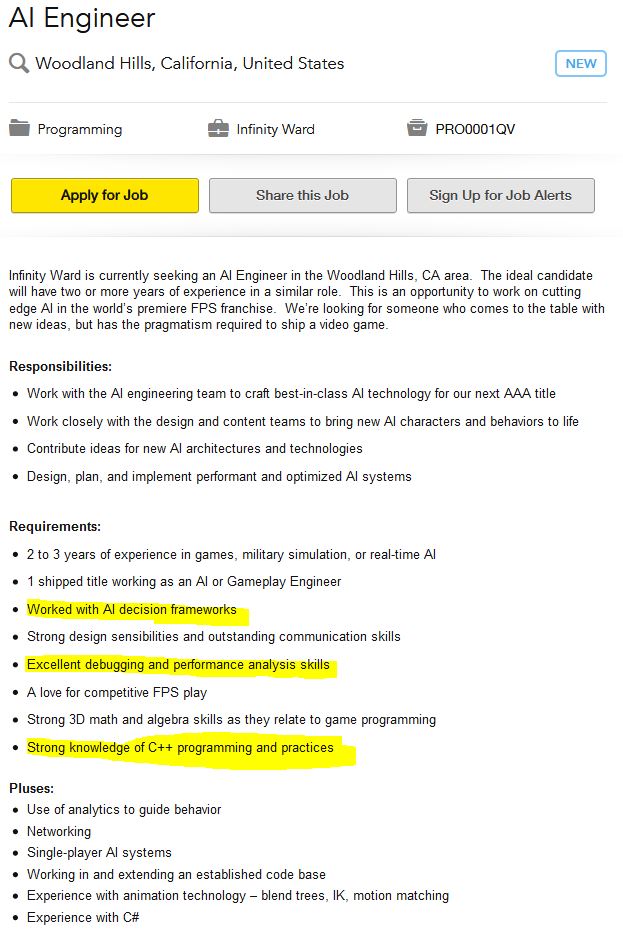 AI Engineer
Woodland Hills, California, United States
NEW
Programming
Infinity Ward
PRO0001QV
Apply for Job
Share this Job
Sign Up for Job Alerts
Infinity Ward is currently seeking an AI Engineer in the Woodland Hills, CA area.  The ideal candidate
will have two or more years of experience in a similar role.  This is an opportunity to work on cutting
edge AI in the world's premiere FPS franchise.  We're looking for someone who comes to the table with
new ideas, but has the pragmatism required to ship a video game.
Responsibilities:
• Work with the AI engineering team to craft best-in-class AI technology for our next AAA title
• Work closely with the design and content teams to bring new AI characters and behaviors to life
• Contribute ideas for new AI architectures and technologies
• Design, plan, and implement performant and optimized AI systems
Requirements:
• 2 to 3 years of experience in games, military simulation, or real-time AI
• 1 shipped title working as an AI or Gameplay Engineer
• Worked with AI decision frameworks
• Strong design sensibilities and outstanding communication skills
• Excellent debugging and performance analysis skills
• A love for competitive FPS play
• Strong 3D math and algebra skills as they relate to game programming
• Strong knowledge of C++ programming and practices
Pluses:
• Use of analytics to guide behavior
• Networking
• Single-player AI systems
• Working in and extending an established code base
• Experience with animation technology – blend trees, IK, motion matching
• Experience with C#